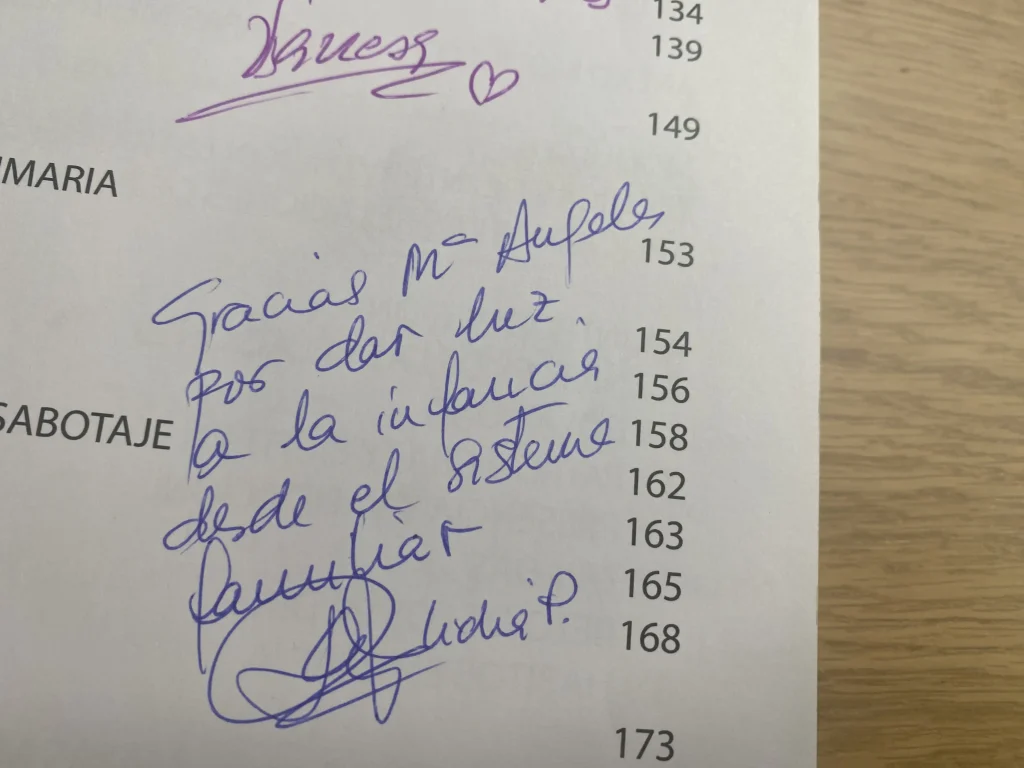 134
Vanesa
139
149
IMARIA
Gracias Mª Angeles
153
por dar luz.
154
a la infancia
156
SABOTAJE
desde el sistema
158
162
familiar
163
165
Lidia P.
168
173